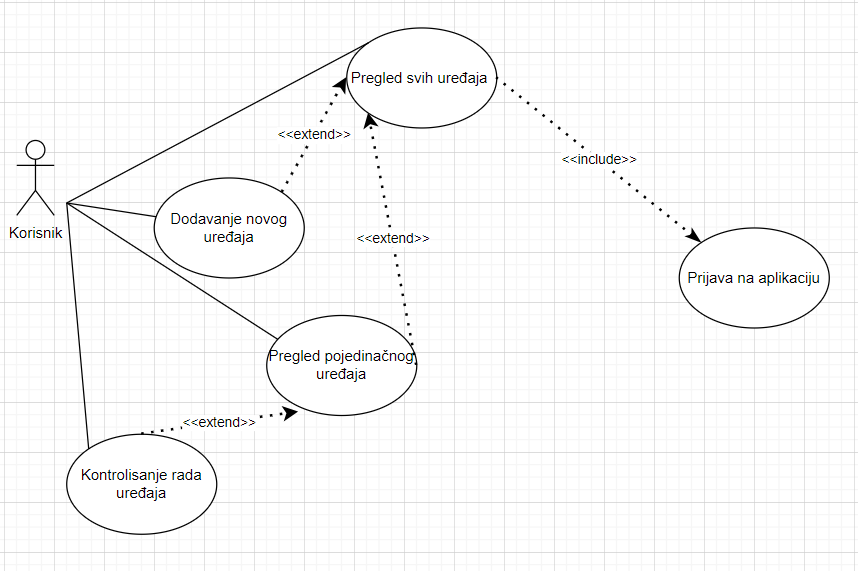 Pregled svih uređaja
<<extend>>
<<include>>
Korisnik
Dodavanje novog
uređaja
<<extend>>
Prijava na aplikaciju
Pregled pojedinačnog
uređaja
<<extend>>
Kontrolisanje rada
uređaja